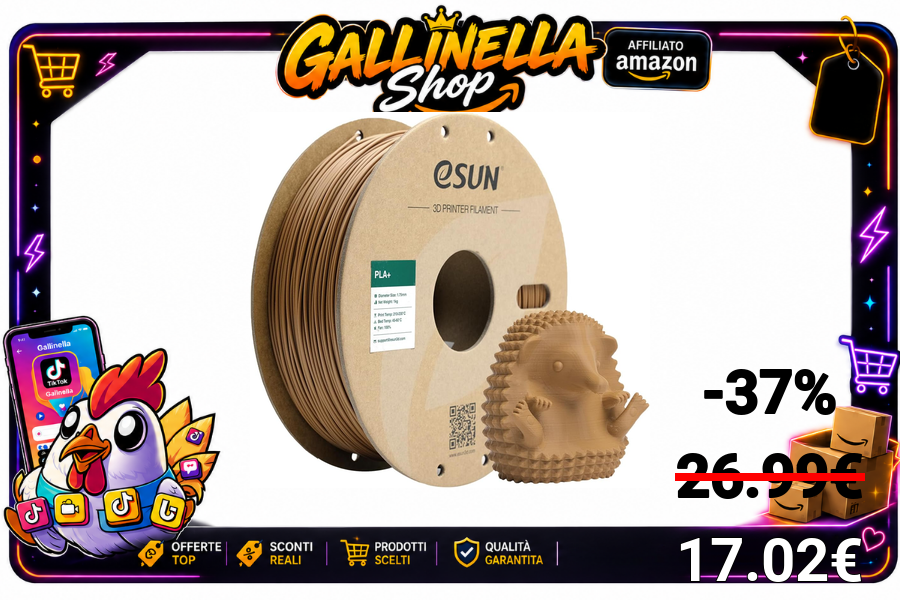 GALLINELLA
Shop
AFFILIATO
amazon
eSUN
3D PRINTER FILAMENT
PLA+
Gallinella
TikTok
Gallinella
-37%
26.99€
17.02€
OFFERTE
TOP
SCONTI
REALI
PRODOTTI
SCELTI
QUALITÀ
GARANTITA